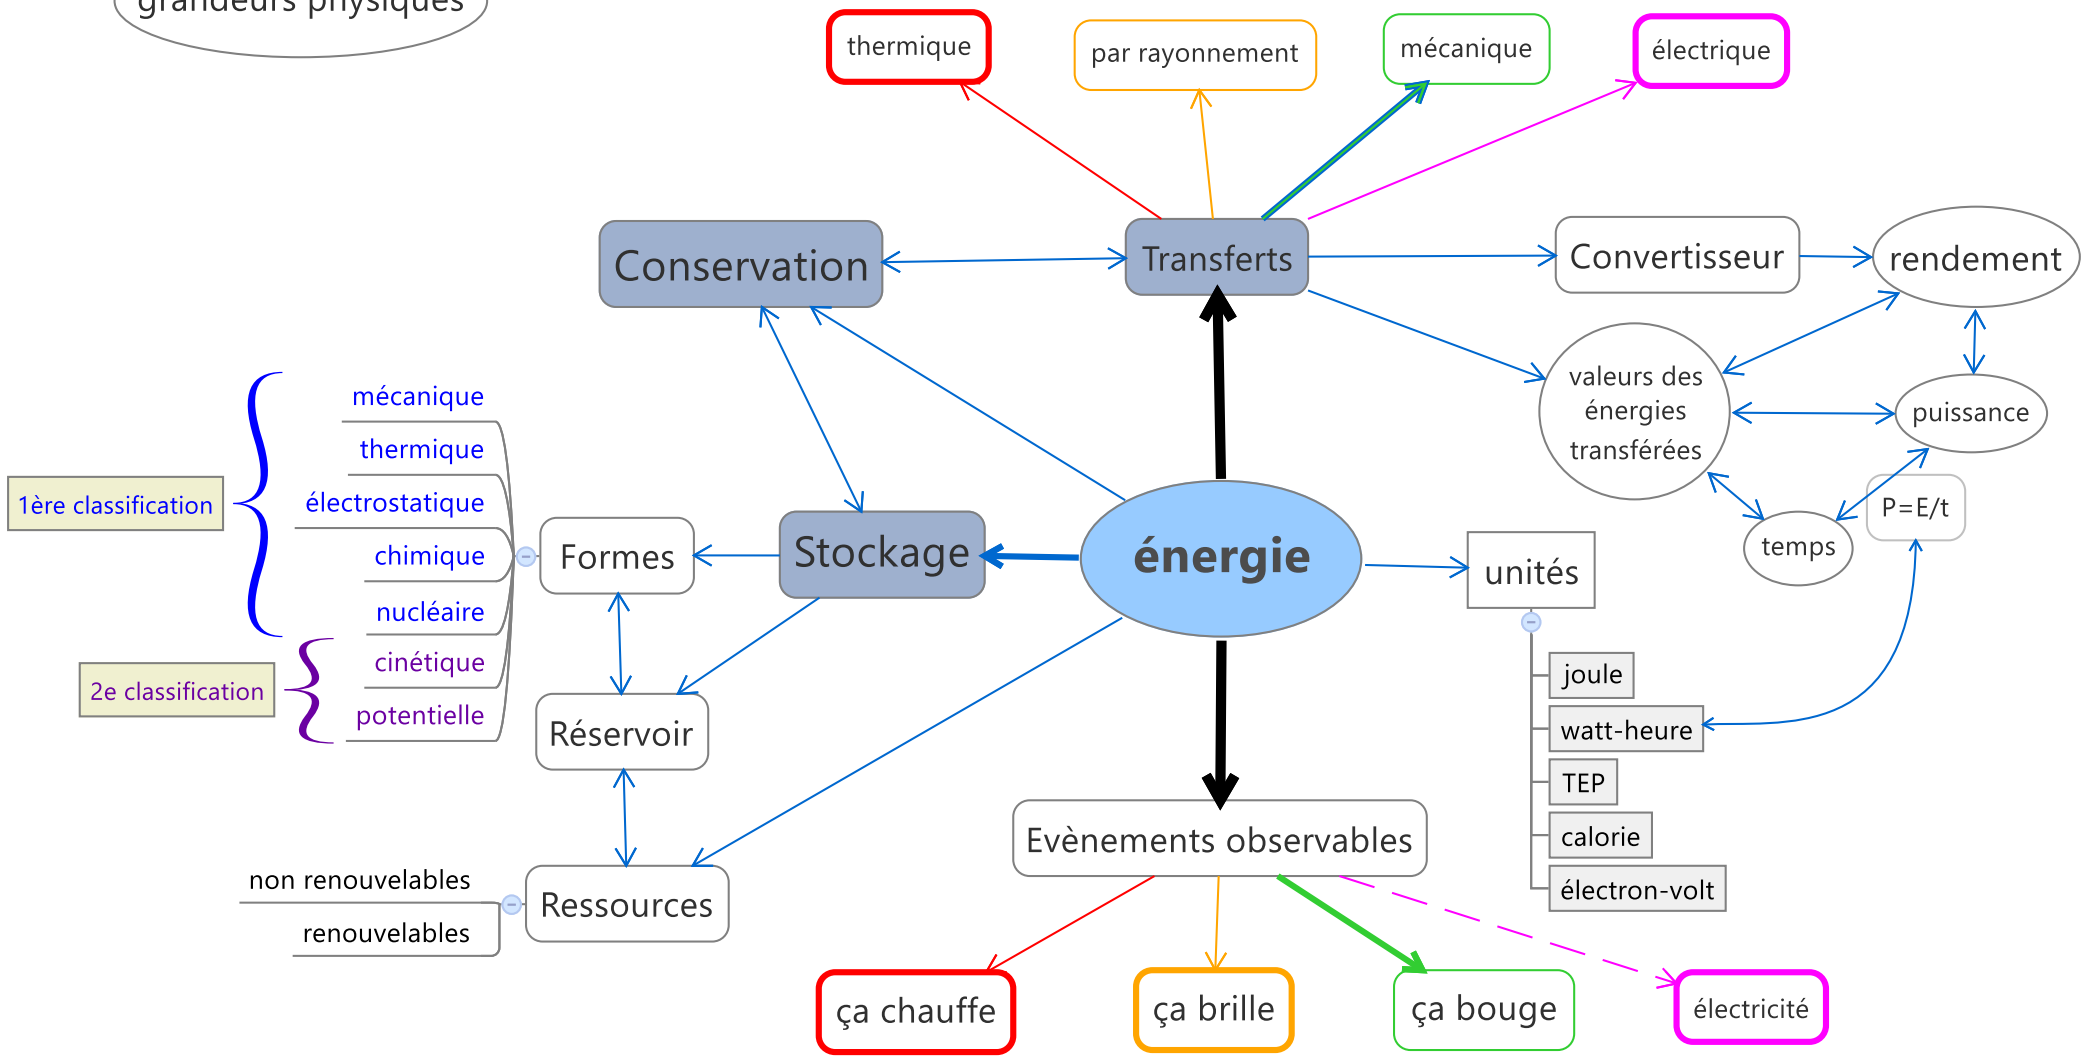 grandeurs physiques
thermique
par rayonnement
mécanique
électrique
Conservation
Transferts
Convertisseur
rendement
valeurs des
énergies
transférées
puissance
P=E/t
temps
mécanique
thermique
électrostatique
chimique
nucléaire
cinétique
potentielle
1ère classification
2e classification
Formes
Stockage
énergie
unités
joule
watt-heure
TEP
calorie
électron-volt
Réservoir
Ressources
non renouvelables
renouvelables
Evènements observables
ça chauffe
ça brille
ça bouge
électricité